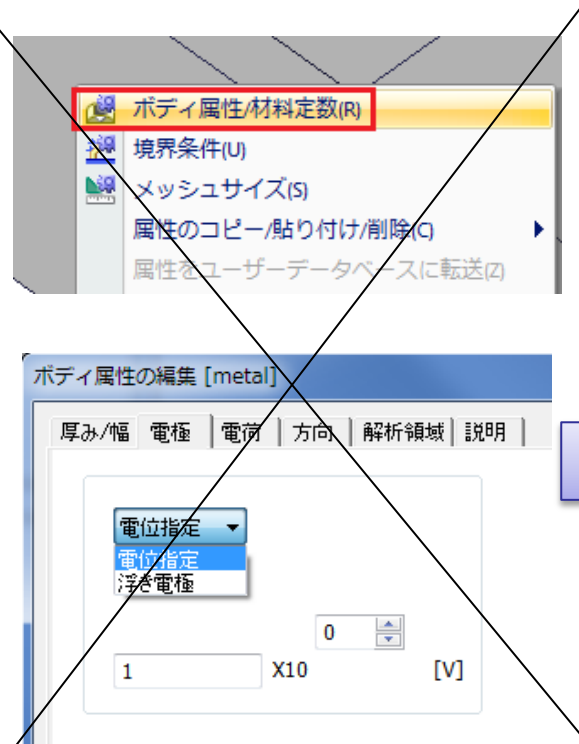 ボディ属性/材料定数(R)
境界条件(U)
メッシュサイズ(S)
属性のコピー/貼り付け/削除(C)
属性をユーザーデータベースに転送(Z)
ボディ属性の編集 [metal]
厚み/幅 電極 電荷 方向 解析領域 説明
電位指定
電位指定
浮き電極
0
1 X10 [V]